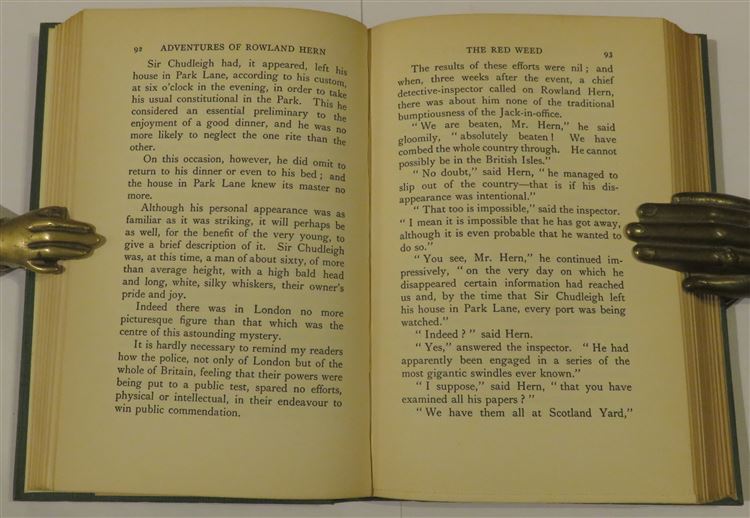 92 ADVENTURES OF ROWLAND HERN
Sir Chudleigh had, it appeared, left his
house in Park Lane, according to his custom,
at six o'clock in the evening, in order to take
his usual constitutional in the Park. This he
considered an essential preliminary to the
enjoyment of a good dinner, and he was no
more likely to neglect the one rite than the
other.
On this occasion, however, he did omit to
return to his dinner or even to his bed; and
the house in Park Lane knew its master no
more.
Although his personal appearance was as
familiar as it was striking, it will perhaps be
as well, for the benefit of the very young, to
give a brief description of it. Sir Chudleigh
was, at this time, a man of about sixty, of more
than average height, with a high bald head
and long, white, silky whiskers, their owner's
pride and joy.
Indeed there was in London no more
picturesque figure than that which was the
centre of this astounding mystery.
It is hardly necessary to remind my readers
how the police, not only of London but of the
whole of Britain, feeling that their powers were
being put to a public test, spared no efforts,
physical or intellectual, in their endeavour to
win public commendation.
THE RED WEED 93
The results of these efforts were nil; and
when, three weeks after the event, a chief
detective-inspector called on Rowland Hern,
there was about him none of the traditional
bumptiousness of the Jack-in-office.
"We are beaten, Mr. Hern," he said
gloomily, "absolutely beaten! We have
combed the whole country through. He cannot
possibly be in the British Isles."
"No doubt," said Hern, "he managed to
slip out of the country—that is if his dis-
appearance was intentional."
"That too is impossible," said the inspector.
"I mean it is impossible that he has got away,
although it is even probable that he wanted to
do so."
"You see, Mr. Hern," he continued im-
pressively, "on the very day on which he
disappeared certain information had reached
us and, by the time that Sir Chudleigh left
his house in Park Lane, every port was being
watched."
"Indeed?" said Hern.
"Yes," answered the inspector. "He had
apparently been engaged in a series of the
most gigantic swindles ever known."
"I suppose," said Hern, "that you have
examined all his papers?"
"We have them all at Scotland Yard,"